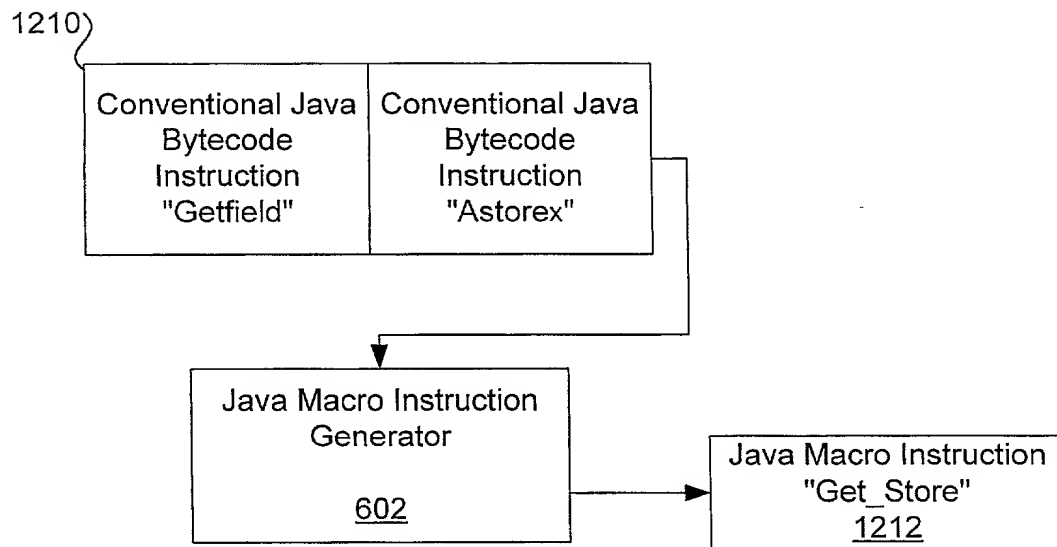 1210
Conventional Java
Bytecode
Instruction
"Getfield"
Conventional Java
Bytecode
Instruction
"Astorex"
Java Macro Instruction
Generator
602
Java Macro Instruction
"Get_Store"
1212